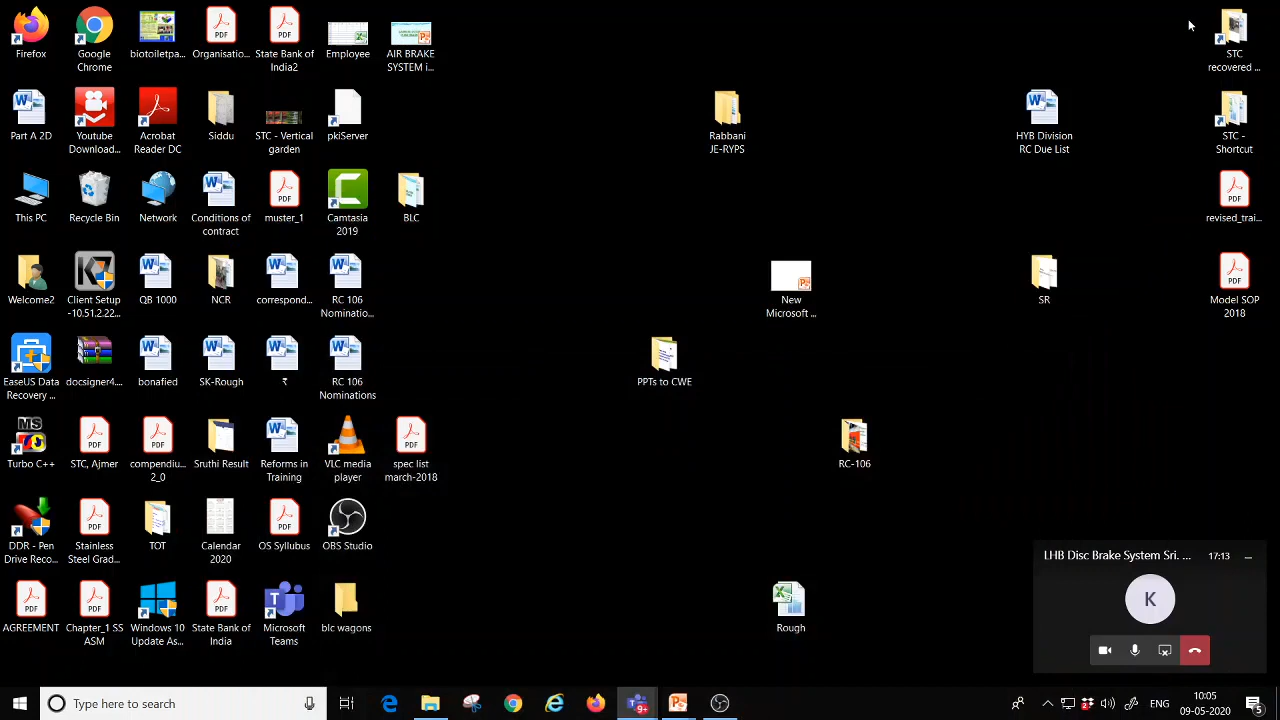 Firefox
Google
Chrome
biotoiletpa...
Organisatio...
State Bank of
India2
Employee
AIR BRAKE
SYSTEM i...
STC
recovered ...
Part A 2D
Youtube
Download...
Acrobat
Reader DC
Siddu
STC - Vertical
garden
pkiServer
Rabbani
JE-RYPS
HYB Division
RC Due List
STC -
Shortcut
This PC
Recycle Bin
Network
Conditions of
contract
muster_1
Camtasia
2019
BLC
revised_trai...
Welcome2
Client Setup
-10.51.2.22...
QB 1000
NCR
correspond...
RC 106
Nominatio...
New
Microsoft ...
SR
Model SOP
2018
EaseUS Data
Recovery ...
docsigner4....
bonafied
SK-Rough
₹
RC 106
Nominations
PPTs to CWE
Turbo C++
STC, Ajmer
compendiu...
2_0
Sruthi Result
Reforms in
Training
VLC media
player
spec list
march-2018
RC-106
DDR - Pen
Drive Reco...
Stainless
Steel Grad...
TOT
Calendar
2020
OS Syllubus
OBS Studio
LHB Disc Brake System Sri. ...
17:13
K
AGREEMENT
Chapter_1 SS
ASM
Windows 10
Update As...
State Bank of
India
Microsoft
Teams
blc wagons
Rough
Type here to search
9+
ENG
10:05
09-05-2020
5